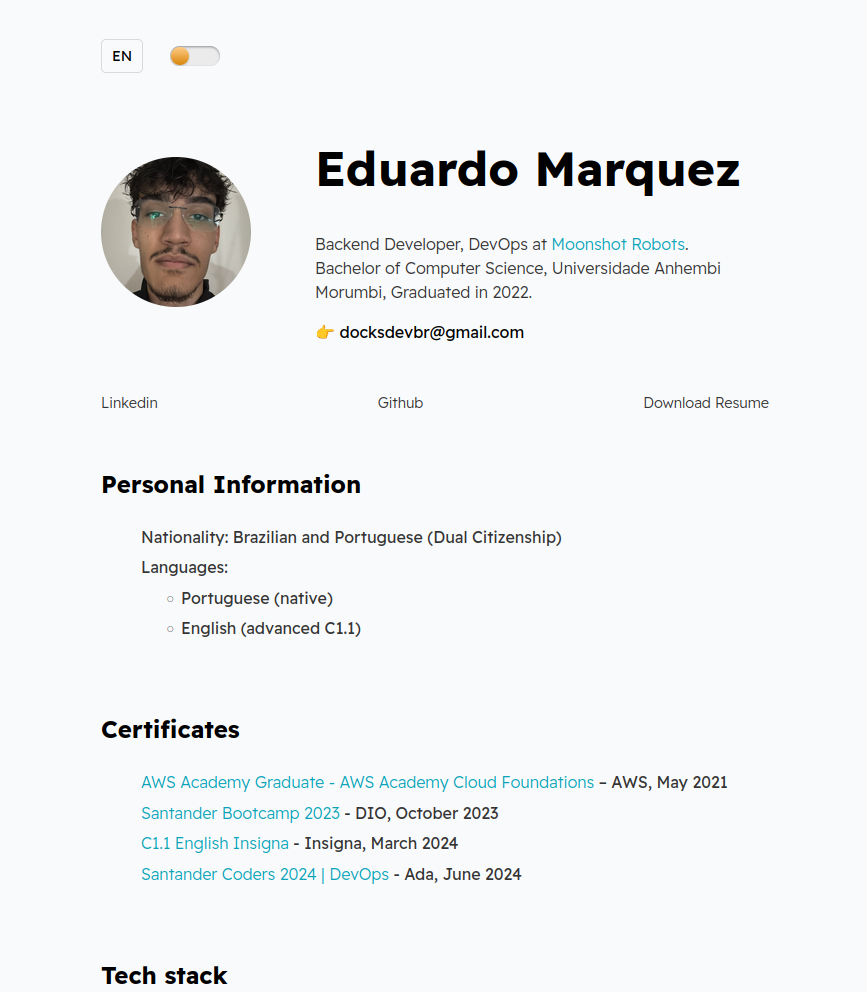 EN
Eduardo Marquez
Backend Developer, DevOps at Moonshot Robots.
Bachelor of Computer Science, Universidade Anhembi
Morumbi, Graduated in 2022.
👉 docksdevbr@gmail.com
Linkedin Github Download Resume
Personal Information
Nationality: Brazilian and Portuguese (Dual Citizenship)
Languages:
○ Portuguese (native)
○ English (advanced C1.1)
Certificates
AWS Academy Graduate - AWS Academy Cloud Foundations – AWS, May 2021
Santander Bootcamp 2023 - DIO, October 2023
C1.1 English Insigna - Insigna, March 2024
Santander Coders 2024 | DevOps - Ada, June 2024
Tech stack